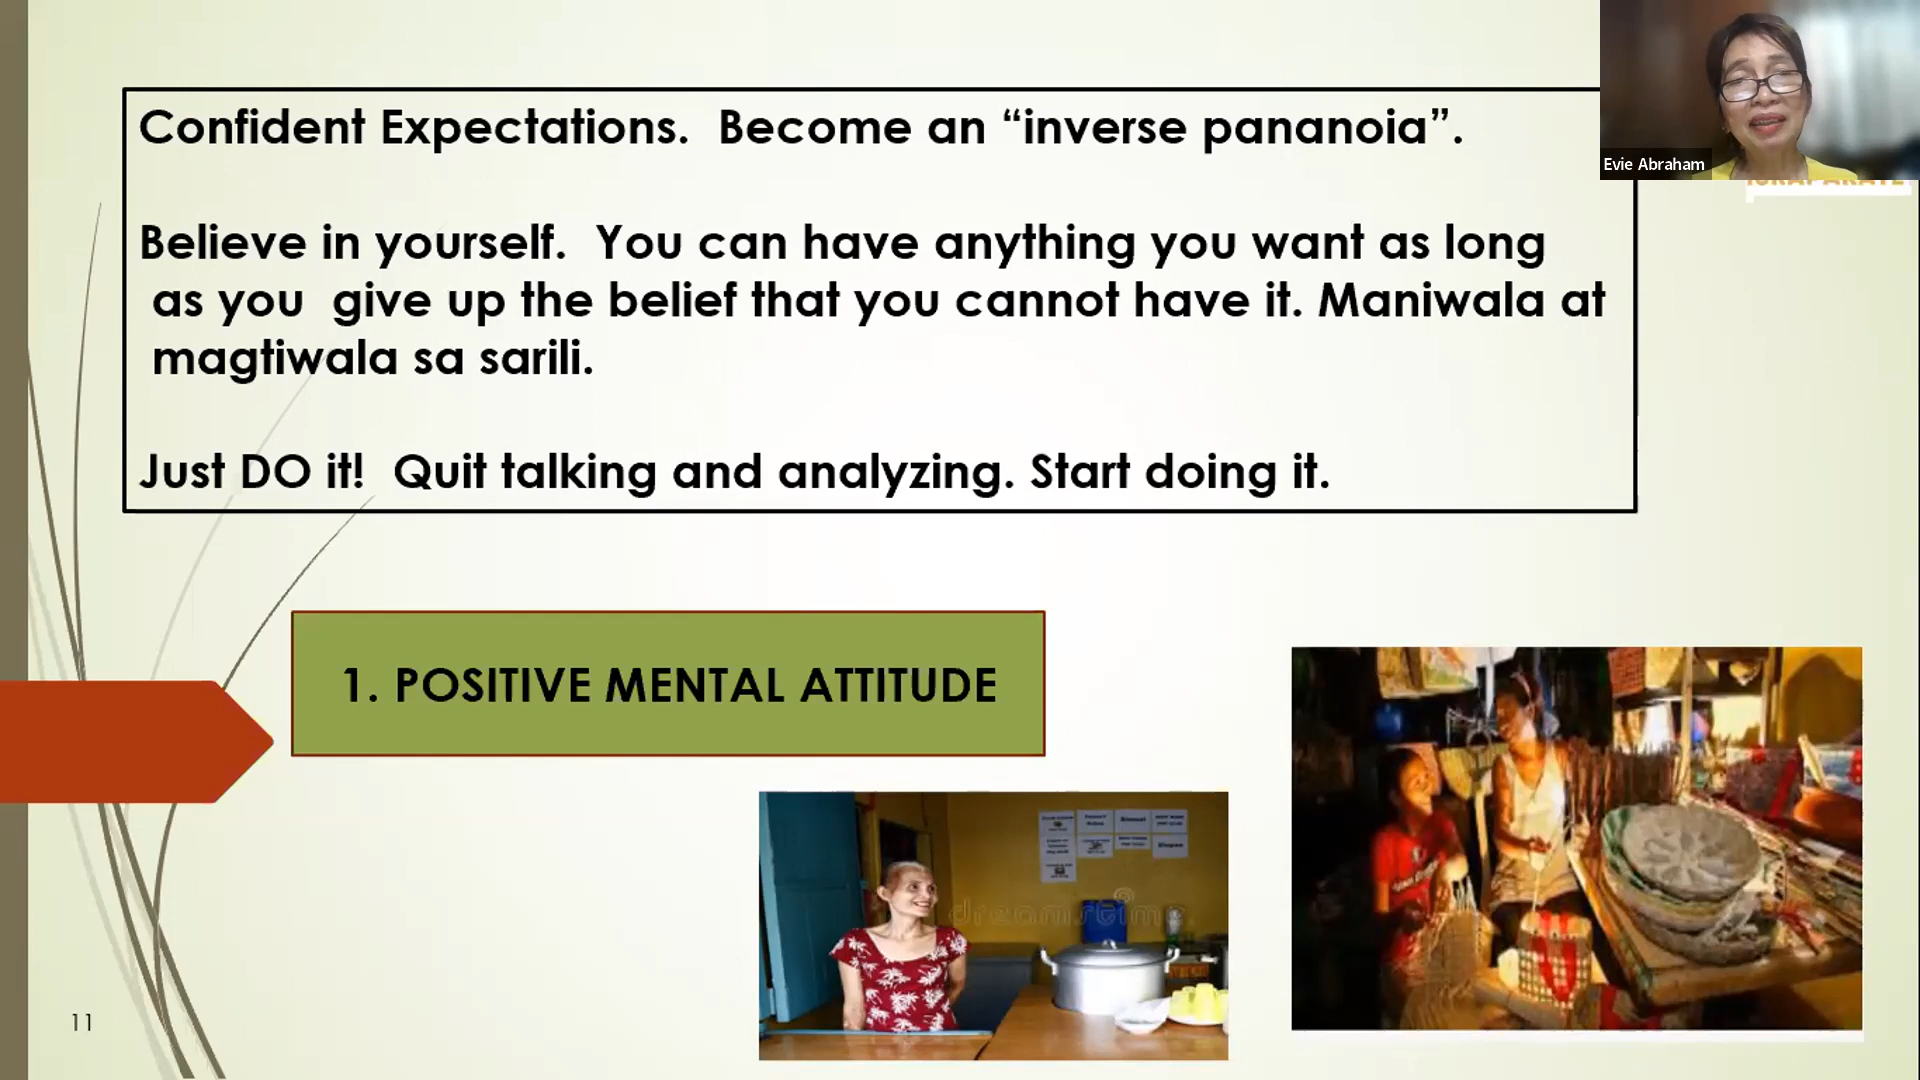 Confident Expectations. Become an “inverse pananoia”.
Believe in yourself. You can have anything you want as long
as you give up the belief that you cannot have it. Maniwala at
magtiwala sa sarili.
Just DO it! Quit talking and analyzing. Start doing it.
1. POSITIVE MENTAL ATTITUDE
11
Evie Abraham
dreamstime